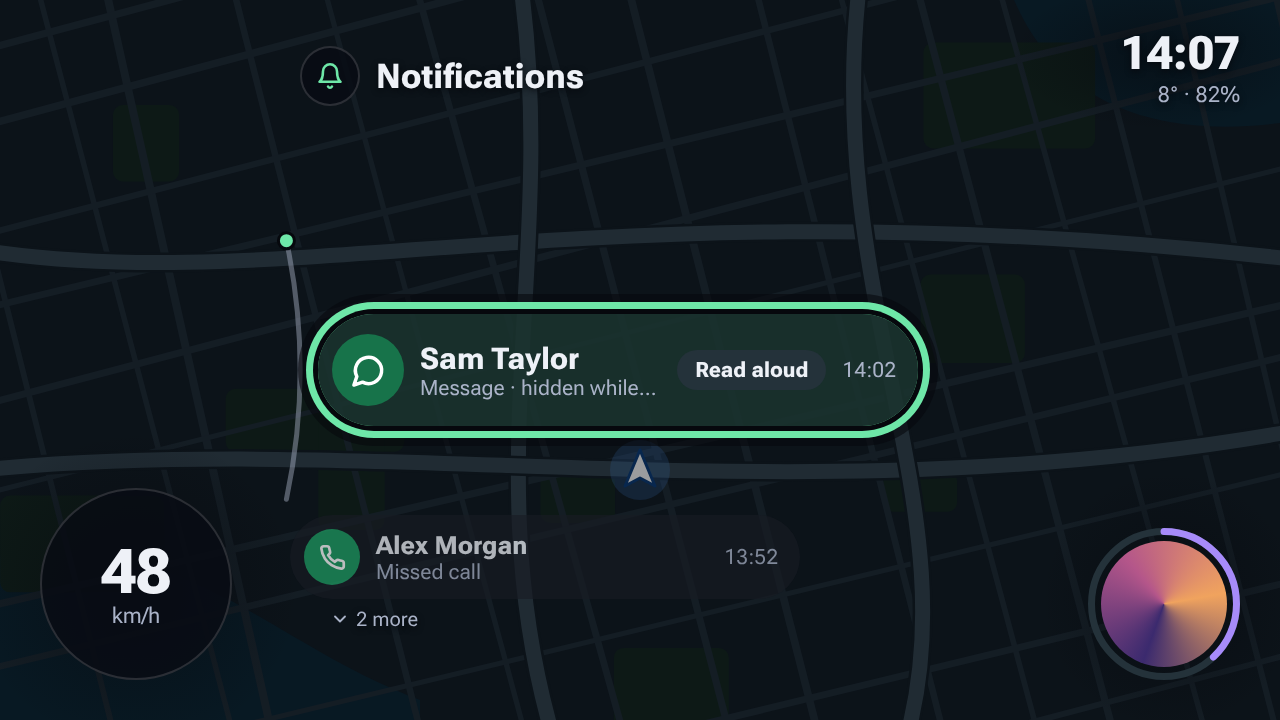 Notifications
14:07
8° · 82%
Sam Taylor
Message · hidden while...
Read aloud
14:02
Alex Morgan
Missed call
13:52
2 more
48
km/h